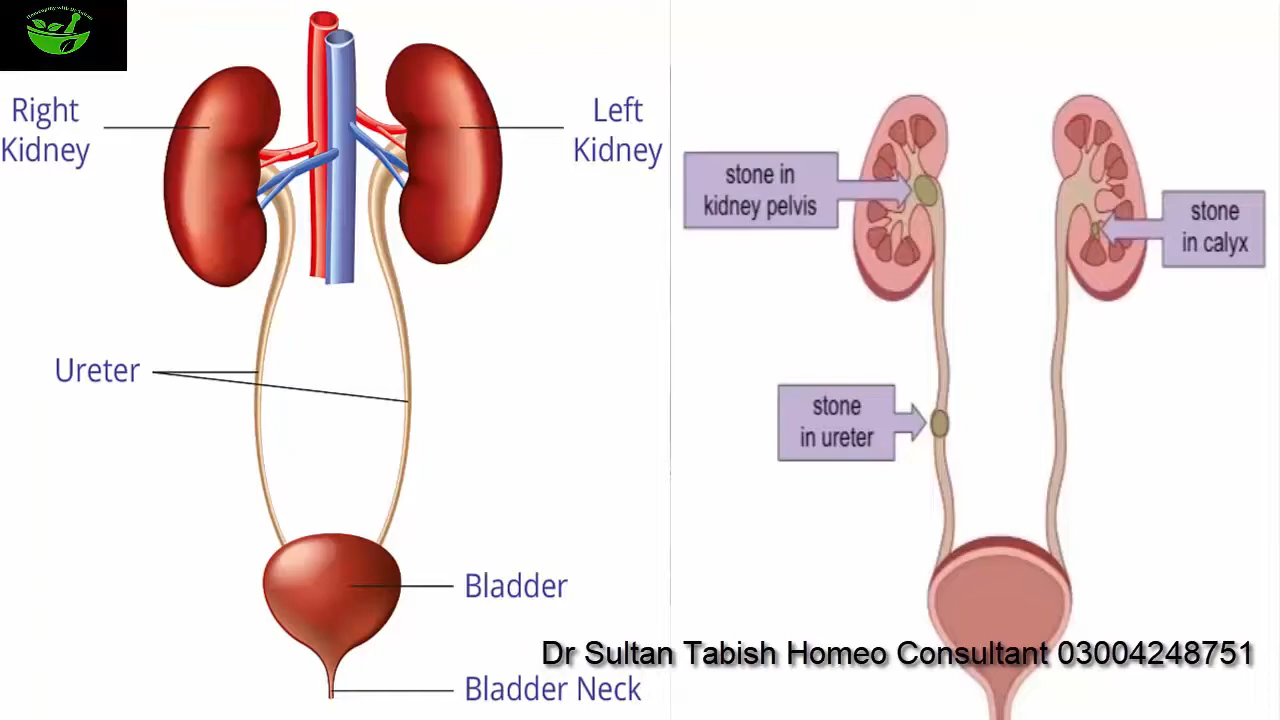 Right
Kidney
Left
Kidney
Ureter
Bladder
Bladder Neck
stone in
kidney pelvis
stone
in calyx
stone
in ureter
Dr Sultan Tabish Homeo Consultant 03004248751